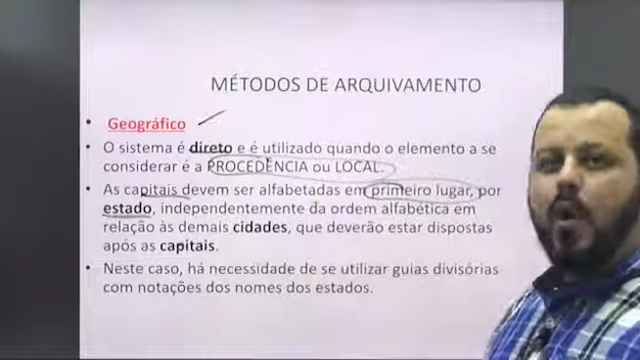 MÉTODOS DE ARQUIVAMENTO
• Geográfico
• O sistema é direto e é utilizado quando o elemento a se
considerar é a PROCEDÊNCIA ou LOCAL.
• As capitais devem ser alfabetadas em primeiro lugar, por
estado, independentemente da ordem alfabética em
relação às demais cidades, que deverão estar dispostas
após as capitais.
• Neste caso, há necessidade de se utilizar guias divisórias
com notações dos nomes dos estados.